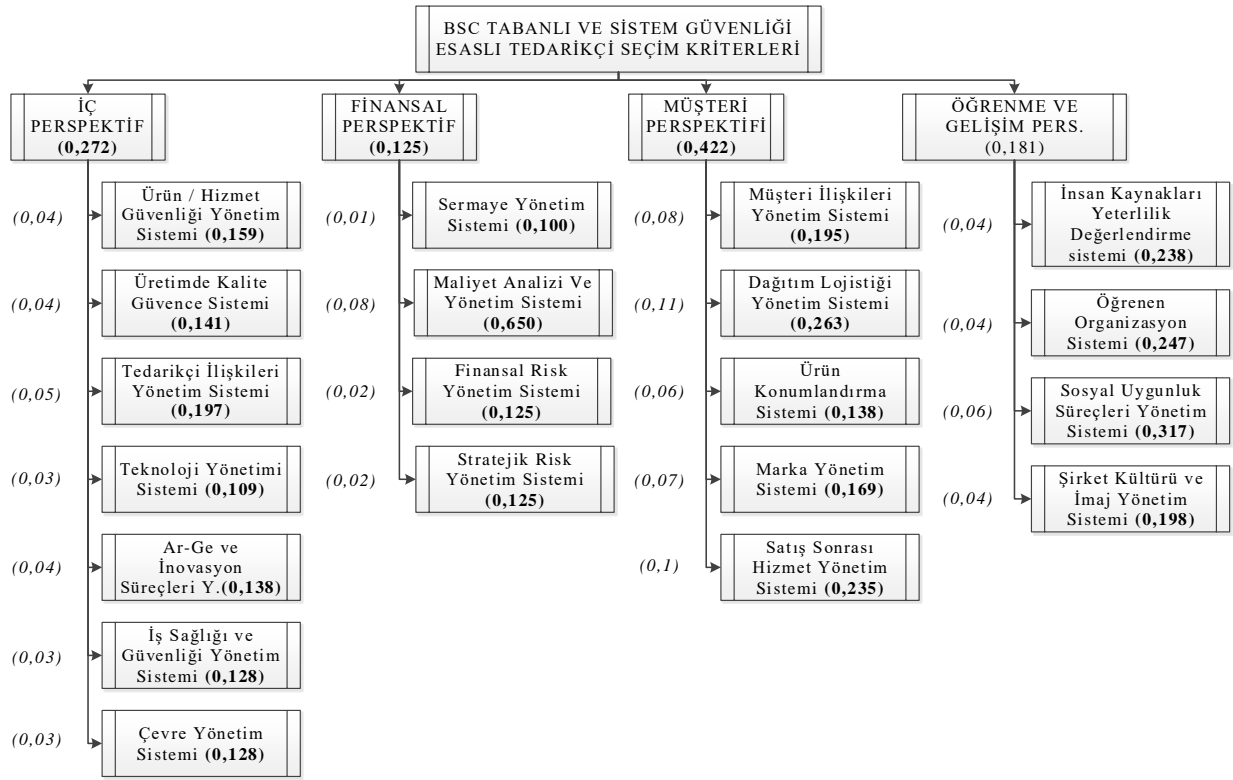 BSC TABANLI VE SİSTEM GÜVENLİĞİ
ESASLI TEDARİKÇİ SEÇİM KRİTERLERİ
İÇ
PERSPEKTİF
(0,272)
(0,04)
Ürün / Hizmet
Güvenliği Yönetim
Sistemi (0,159)
(0,04)
Üretimde Kalite
Güvence Sistemi
(0,141)
(0,05)
Tedarikçi İlişkileri
Yönetim Sistemi
(0,197)
(0,03)
Teknoloji Yönetimi
Sistemi (0,109)
(0,04)
Ar-Ge ve
İnovasyon
Süreçleri Y.(0,138)
(0,03)
İş Sağlığı ve
Güvenliği Yönetim
Sistemi (0,128)
(0,03)
Çevre Yönetim
Sistemi (0,128)
FİNANSAL
PERSPEKTİF
(0,125)
(0,01)
Sermaye Yönetim
Sistemi (0,100)
(0,08)
Maliyet Analizi Ve
Yönetim Sistemi
(0,650)
(0,02)
Finansal Risk
Yönetim Sistemi
(0,125)
(0,02)
Stratejik Risk
Yönetim Sistemi
(0,125)
MÜŞTERİ
PERSPEKTİFİ
(0,422)
(0,08)
Müşteri İlişkileri
Yönetim Sistemi
(0,195)
(0,11)
Dağıtım Lojistiği
Yönetim Sistemi
(0,263)
(0,06)
Ürün
Konumlandırma
Sistemi (0,138)
(0,07)
Marka Yönetim
Sistemi (0,169)
(0,1)
Satış Sonrası
Hizmet Yönetim
Sistemi (0,235)
ÖĞRENME VE
GELİŞİM PERS.
(0,181)
(0,04)
İnsan Kaynakları
Yeterlilik
Değerlendirme
sistemi (0,238)
(0,04)
Öğrenen
Organizasyon
Sistemi (0,247)
(0,06)
Sosyal Uygunluk
Süreçleri Yönetim
Sistemi (0,317)
(0,04)
Şirket Kültürü ve
İmaj Yönetim
Sistemi (0,198)